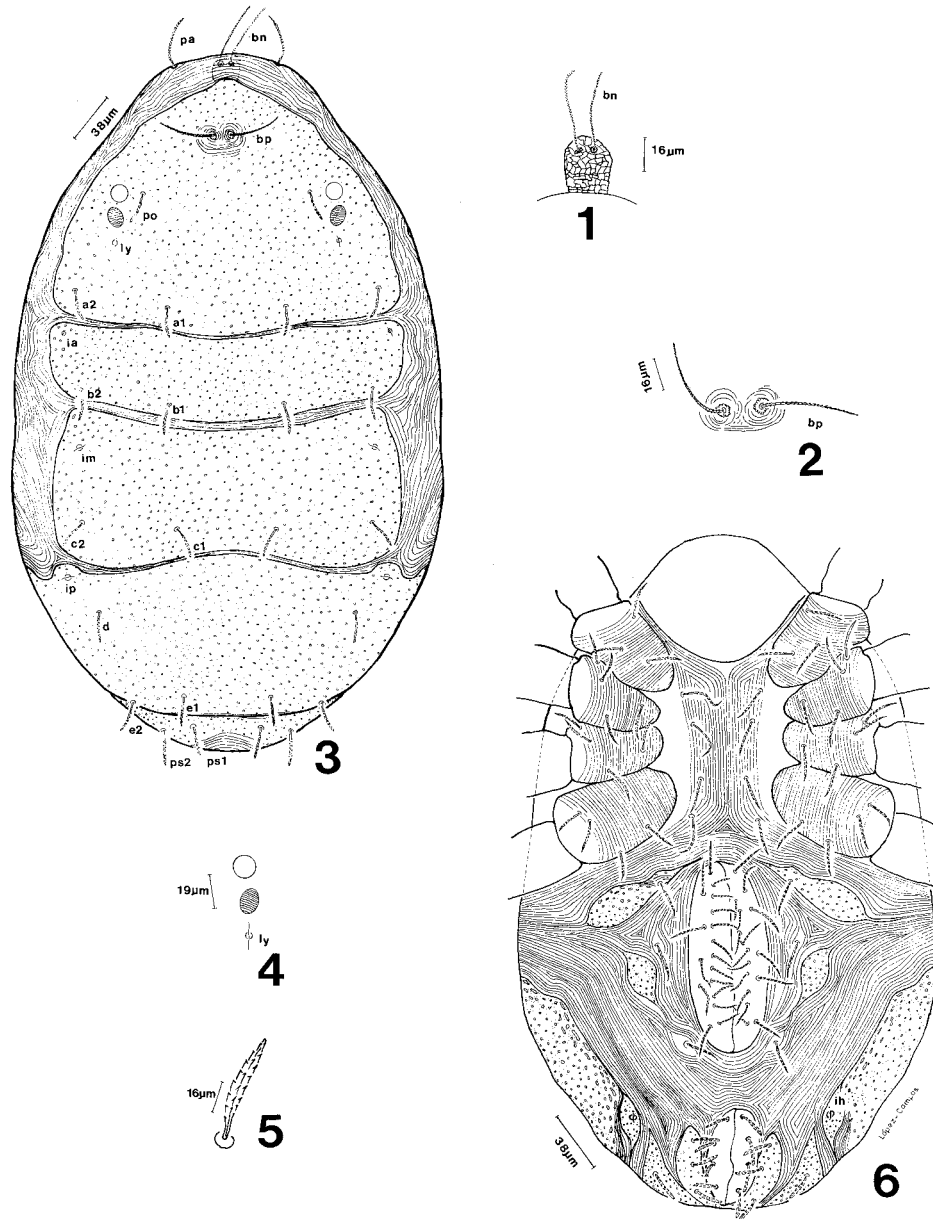 pa
bn
38µm
bp
po
ly
a2
a1
ia
b2
b1
im
c2
c1
ip
d
e1
e2
ps2
ps1
3
bn
16µm
1
16µm
bp
2
19µm
ly
4
16µm
5
ih
López-Campos
38µm
6